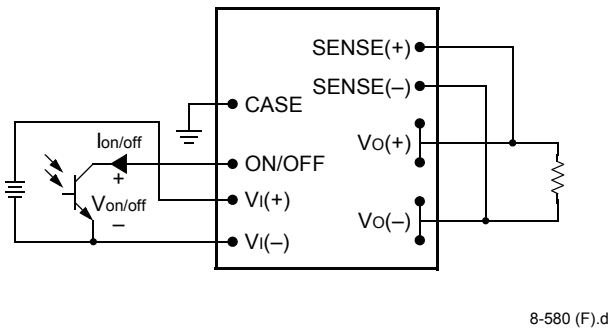 SENSE(+)
SENSE(–)
CASE
VO(+)
Ion/off
ON/OFF
+
Von/off
VI(+)
–
VO(–)
VI(–)
8-580 (F).d